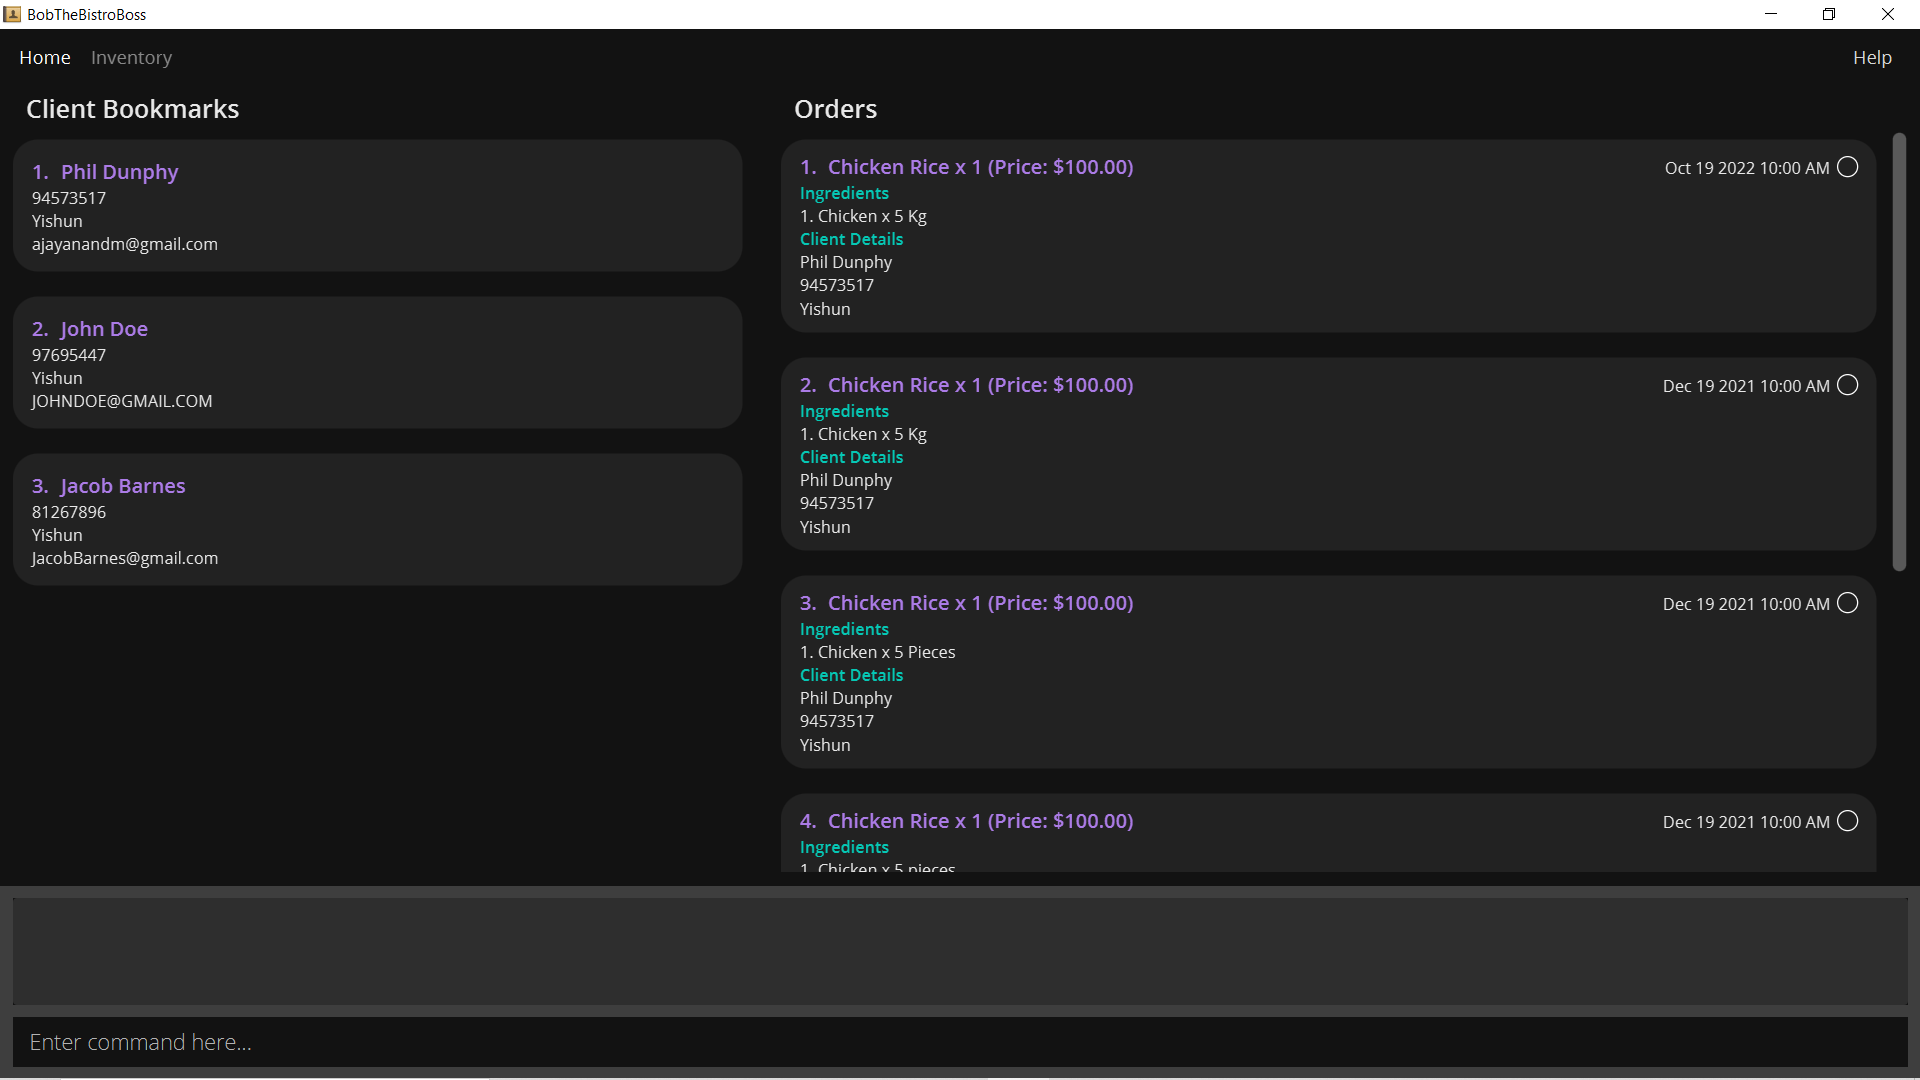 BobTheBistroBoss
Home Inventory Help
Client Bookmarks
1. Phil Dunphy
94573517
Yishun
ajayanandm@gmail.com
2. John Doe
97695447
Yishun
JOHNDOE@GMAIL.COM
3. Jacob Barnes
81267896
Yishun
JacobBarnes@gmail.com
Orders
1. Chicken Rice x 1 (Price: $100.00) Oct 19 2022 10:00 AM
Ingredients
1. Chicken x 5 Kg
Client Details
Phil Dunphy
94573517
Yishun
2. Chicken Rice x 1 (Price: $100.00) Dec 19 2021 10:00 AM
Ingredients
1. Chicken x 5 Kg
Client Details
Phil Dunphy
94573517
Yishun
3. Chicken Rice x 1 (Price: $100.00) Dec 19 2021 10:00 AM
Ingredients
1. Chicken x 5 Pieces
Client Details
Phil Dunphy
94573517
Yishun
4. Chicken Rice x 1 (Price: $100.00) Dec 19 2021 10:00 AM
Ingredients
1. Chicken x 5 pieces
Enter command here...